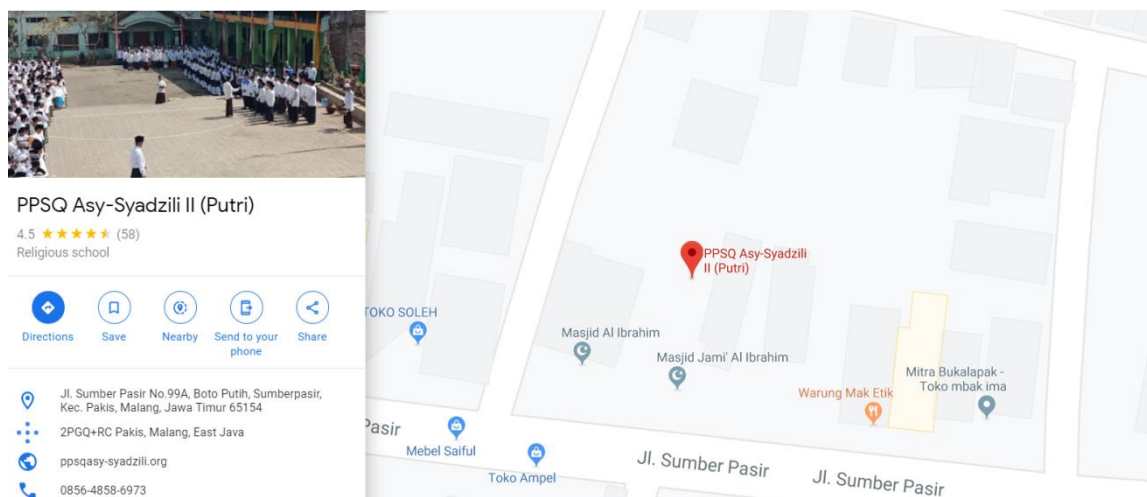 PPSQ Asy-Syadzili II (Putri)
4.5 (58)
Religious school
Directions
Save
Nearby
Send to your
phone
Share
Jl. Sumber Pasir No.99A, Boto Putih, Sumberpasir,
Kec. Pakis, Malang, Jawa Timur 65154
2PGQ+RC Pakis, Malang, East Java
ppsqasy-syadzili.org
0856-4858-6973
PPSQ Asy-Syadzili
II (Putri)
TOKO SOLEH
Masjid Al Ibrahim
Masjid Jami' Al Ibrahim
Mitra Bukalapak -
Toko mbak ima
Warung Mak Etik
Pasir
Mebel Saiful
Toko Ampel
Jl. Sumber Pasir
Jl. Sumber Pasir